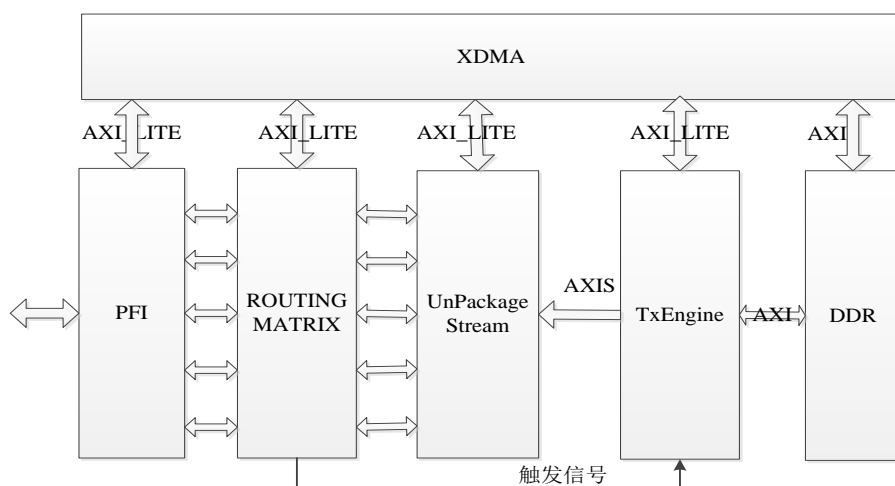 XDMA
AXI_LITE AXI_LITE AXI_LITE AXI_LITE AXI
PFI
ROUTING
MATRIX
UnPackage
Stream
AXIS
TxEngine
AXI
DDR
触发信号